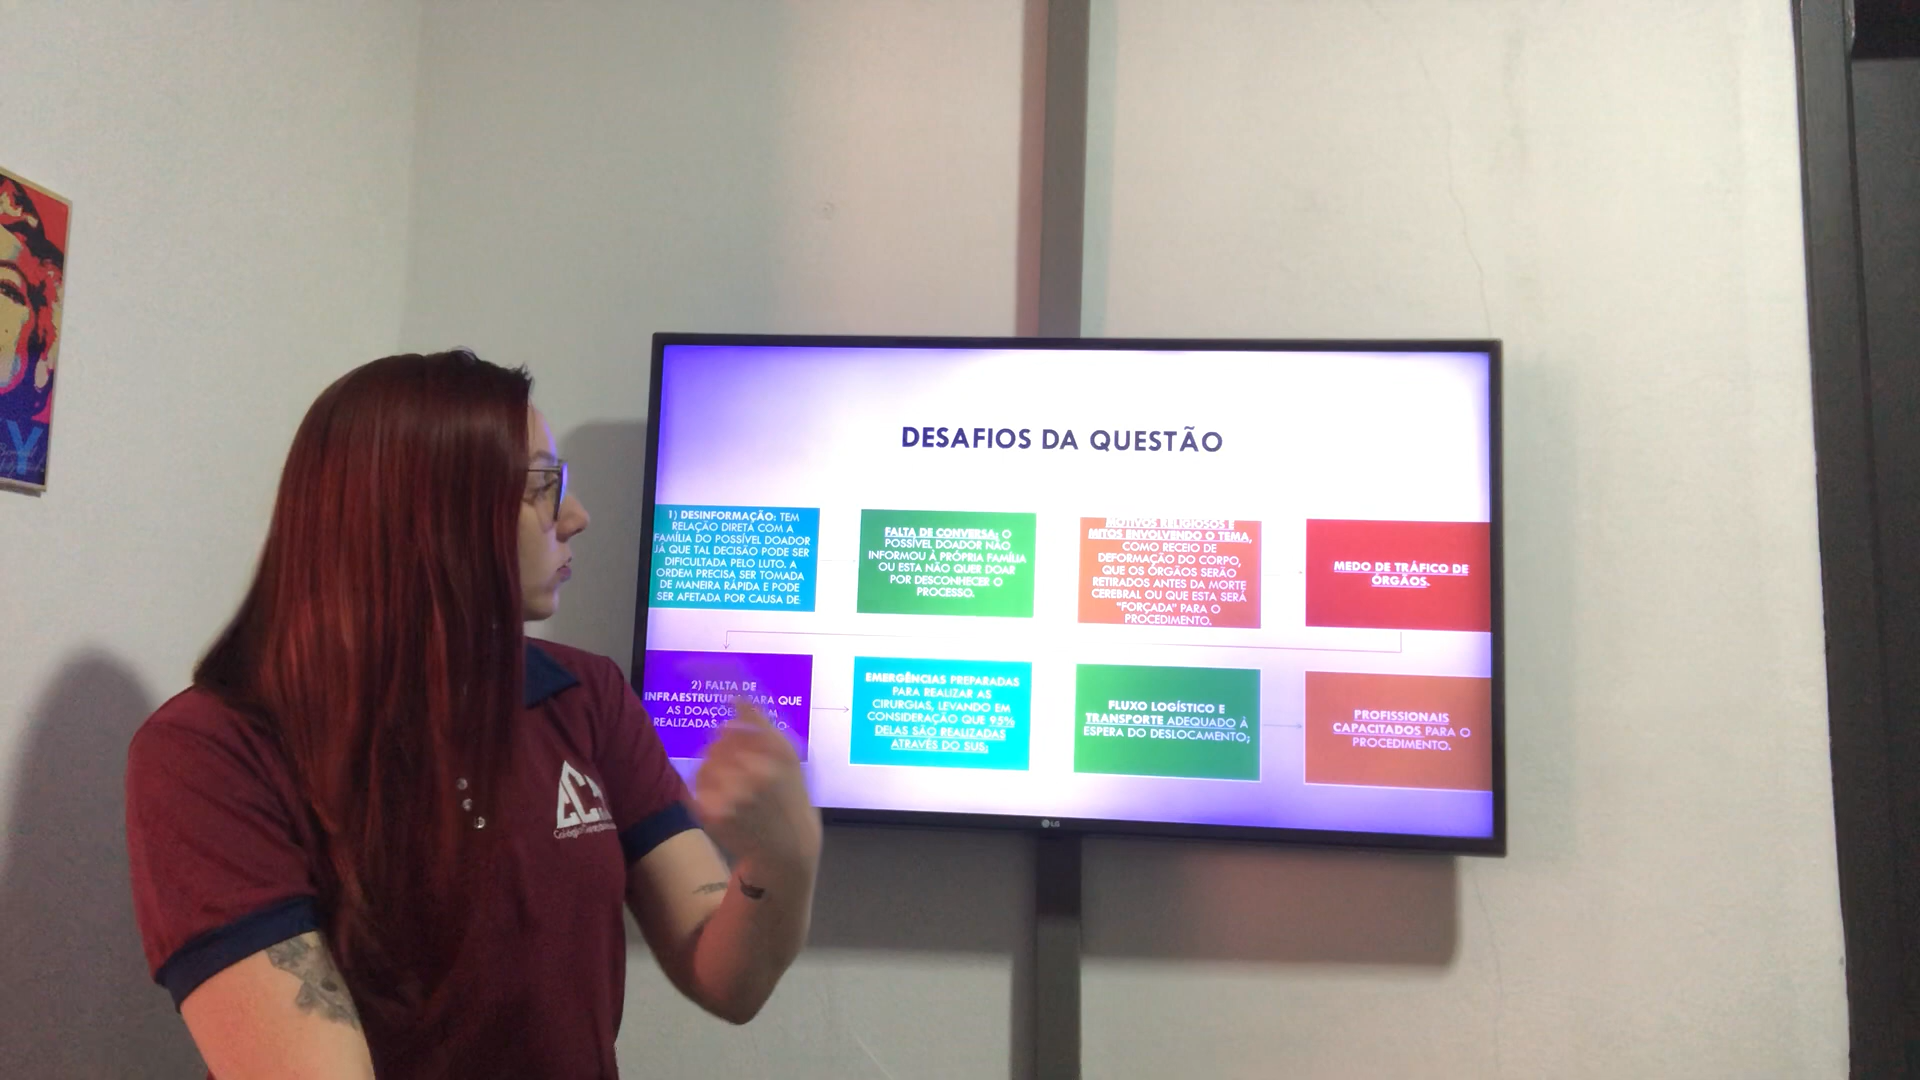 DESAFIOS DA QUESTÃO
1) DESINFORMAÇÃO: TEM
RELAÇÃO DIRETA COM A
FAMÍLIA DO POSSÍVEL DOADOR
JÁ QUE TAL DECISÃO PODE SER
DIFICULTADA PELO LUTO. A
ORDEM PRECISA SER TOMADA
DE MANEIRA RÁPIDA E PODE
SER AFETADA POR CAUSA DE
FALTA DE CONVERSA: O
POSSÍVEL DOADOR NÃO
INFORMOU À PRÓPRIA FAMÍLIA
OU ESTA NÃO QUER DOAR
POR DESCONHECER O
PROCESSO.
MOTIVOS RELIGIOSOS E
MITOS ENVOLVENDO O TEMA,
COMO RECEIO DE
DEFORMAÇÃO DO CORPO,
QUE OS ÓRGÃOS SERÃO
RETIRADOS ANTES DA MORTE
CEREBRAL OU QUE ESTA SERÁ
"FORÇADA" PARA O
PROCEDIMENTO.
MEDO DE TRÁFICO DE
ÓRGÃOS.
2) FALTA DE
INFRAESTRUTURA PARA QUE
AS DOAÇÕES
REALIZADAS,
EMERGÊNCIAS PREPARADAS
PARA REALIZAR AS
CIRURGIAS, LEVANDO EM
CONSIDERAÇÃO QUE 95%
DELAS SÃO REALIZADAS
ATRAVÉS DO SUS;
FLUXO LOGÍSTICO E
TRANSPORTE ADEQUADO À
ESPERA DO DESLOCAMENTO;
PROFISSIONAIS
CAPACITADOS PARA O
PROCEDIMENTO.
LG
Colégio
Y